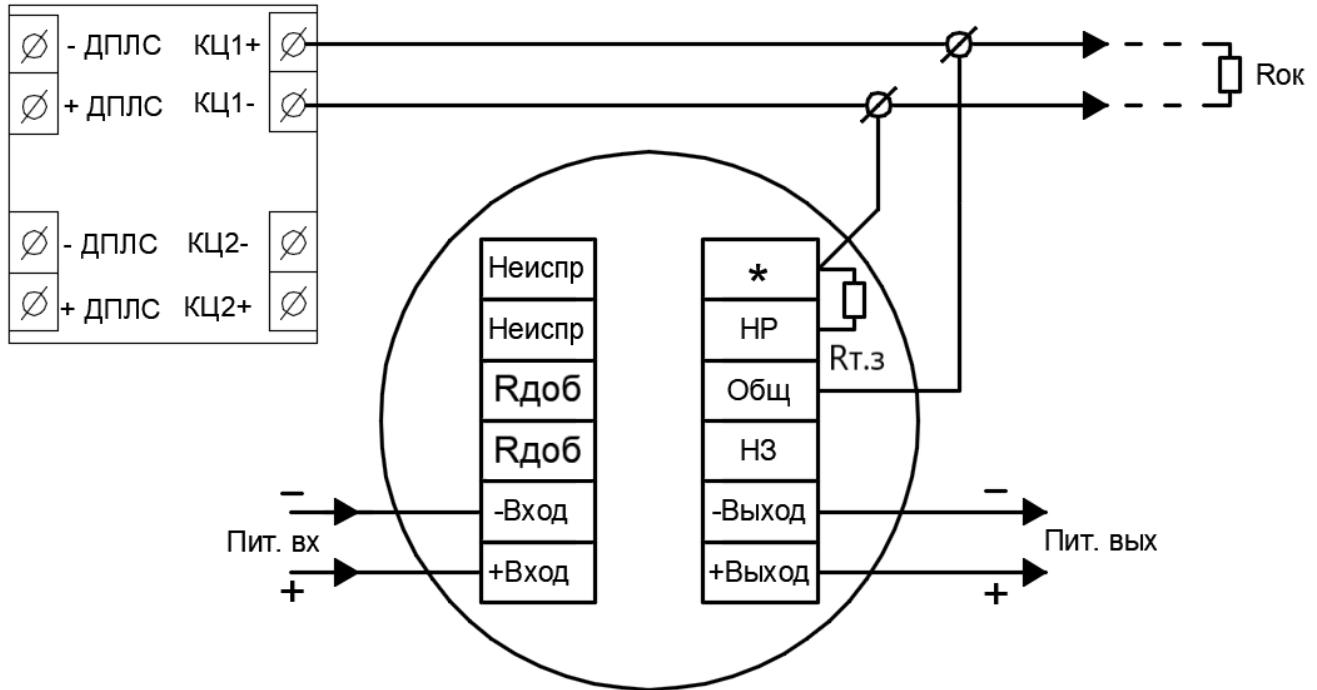 - ДПЛС КЦ1+
+ ДПЛС КЦ1-
Rок
- ДПЛС КЦ2-
+ ДПЛС КЦ2+
Неиспр *
Неиспр НР
Rт.з
Rдоб Общ
Rдоб НЗ
− -Вход -Выход −
Пит. вх Пит. вых
+ +Вход +Выход +